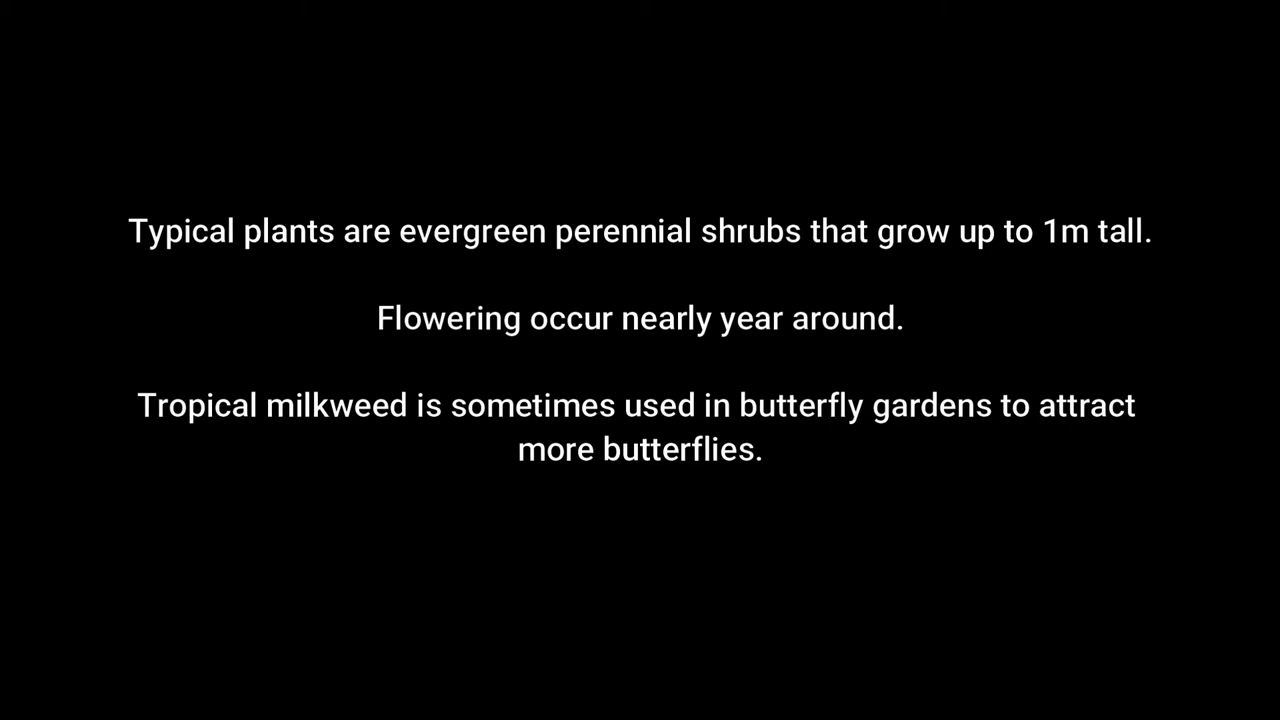 Typical plants are evergreen perennial shrubs that grow up to 1m tall.
Flowering occur nearly year around.
Tropical milkweed is sometimes used in butterfly gardens to attract
more butterflies.